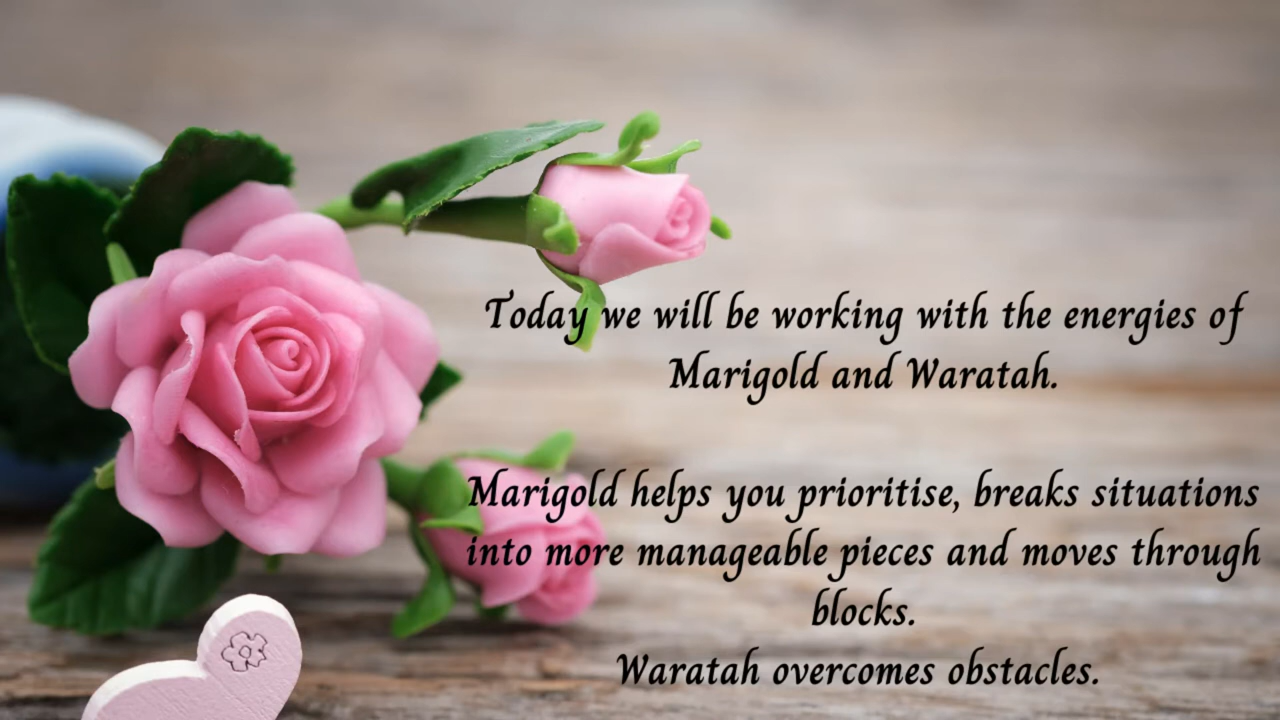 Today we will be working with the energies of
Marigold and Waratah.
Marigold helps you prioritise, breaks situations
into more manageable pieces and moves through
blocks.
Waratah overcomes obstacles.